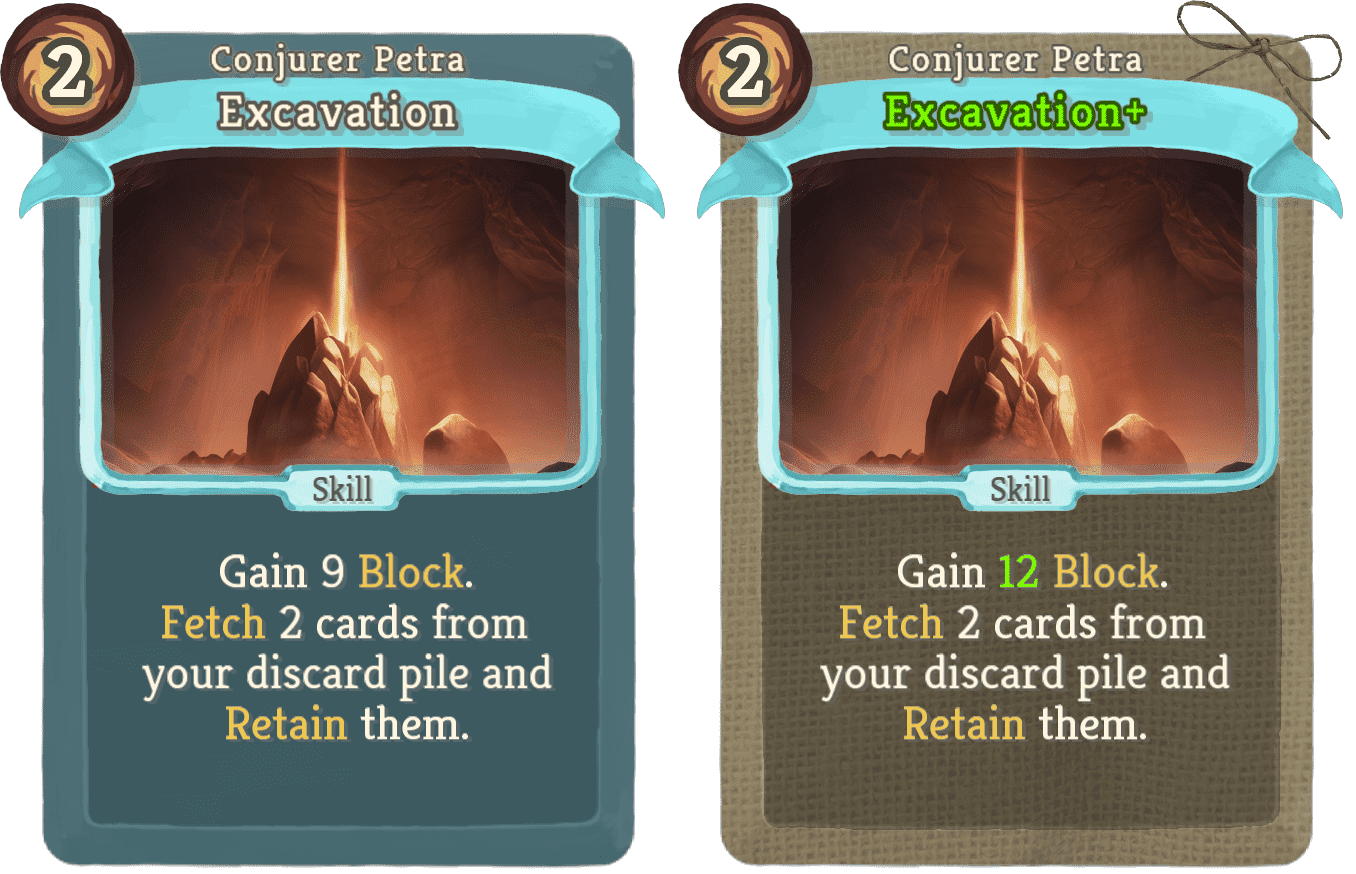 2
Conjurer Petra
Excavation
Skill
Gain 9 Block.
Fetch 2 cards from
your discard pile and
Retain them.
2
Conjurer Petra
Excavation+
Skill
Gain 12 Block.
Fetch 2 cards from
your discard pile and
Retain them.